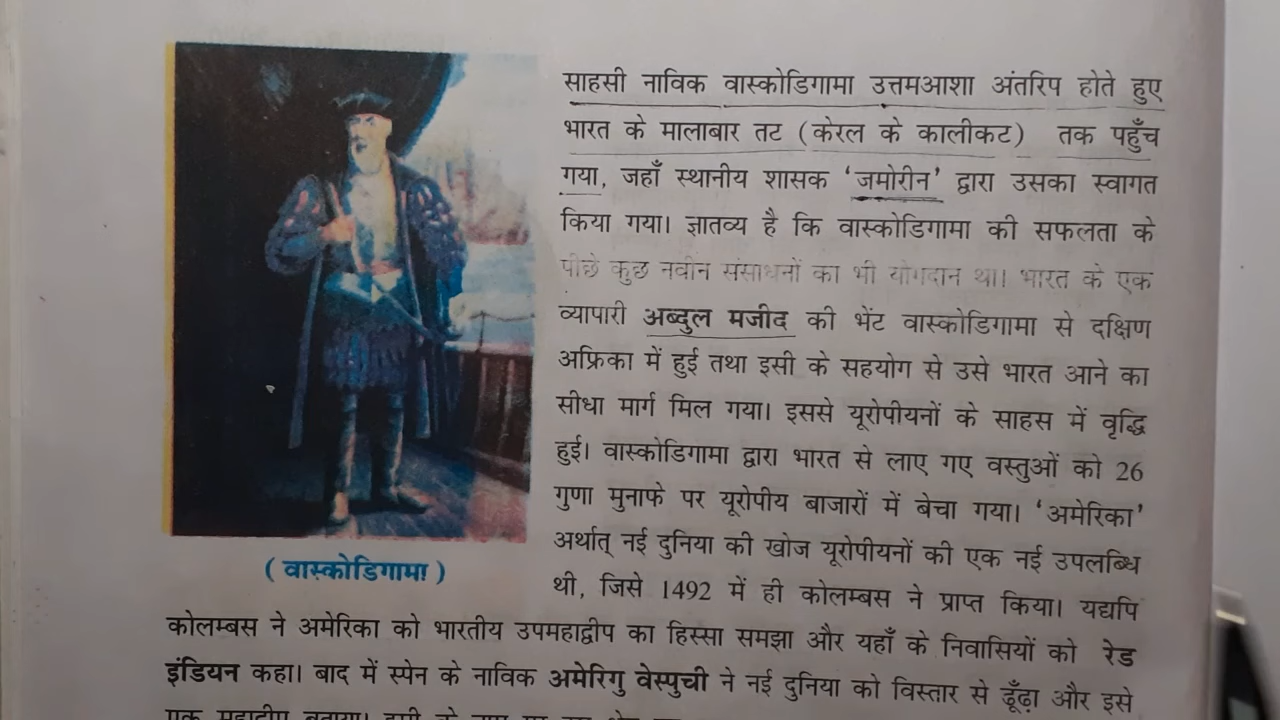 साहसी नाविक वास्कोडिगामा उत्तमआशा अंतरिप होते हुए
भारत के मालाबार तट (केरल के कालीकट) तक पहुँच
गया, जहाँ स्थानीय शासक ‘जमोरीन’ द्वारा उसका स्वागत
किया गया। ज्ञातव्य है कि वास्कोडिगामा की सफलता के
पीछे कुछ नवीन संसाधनों का भी योगदान था। भारत के एक
व्यापारी अब्दुल मजीद की भेंट वास्कोडिगामा से दक्षिण
अफ्रिका में हुई तथा इसी के सहयोग से उसे भारत आने का
सीधा मार्ग मिल गया। इससे यूरोपीयनों के साहस में वृद्धि
हुई। वास्कोडिगामा द्वारा भारत से लाए गए वस्तुओं को 26
गुणा मुनाफे पर यूरोपीय बाजारों में बेचा गया। ‘अमेरिका’
अर्थात् नई दुनिया की खोज यूरोपीयनों की एक नई उपलब्धि
थी, जिसे 1492 में ही कोलम्बस ने प्राप्त किया। यद्यपि
(वास्कोडिगामा)
कोलम्बस ने अमेरिका को भारतीय उपमहाद्वीप का हिस्सा समझा और यहाँ के निवासियों को रेड
इंडियन कहा। बाद में स्पेन के नाविक अमेरिगु वेस्पुची ने नई दुनिया को विस्तार से ढूँढ़ा और इसे